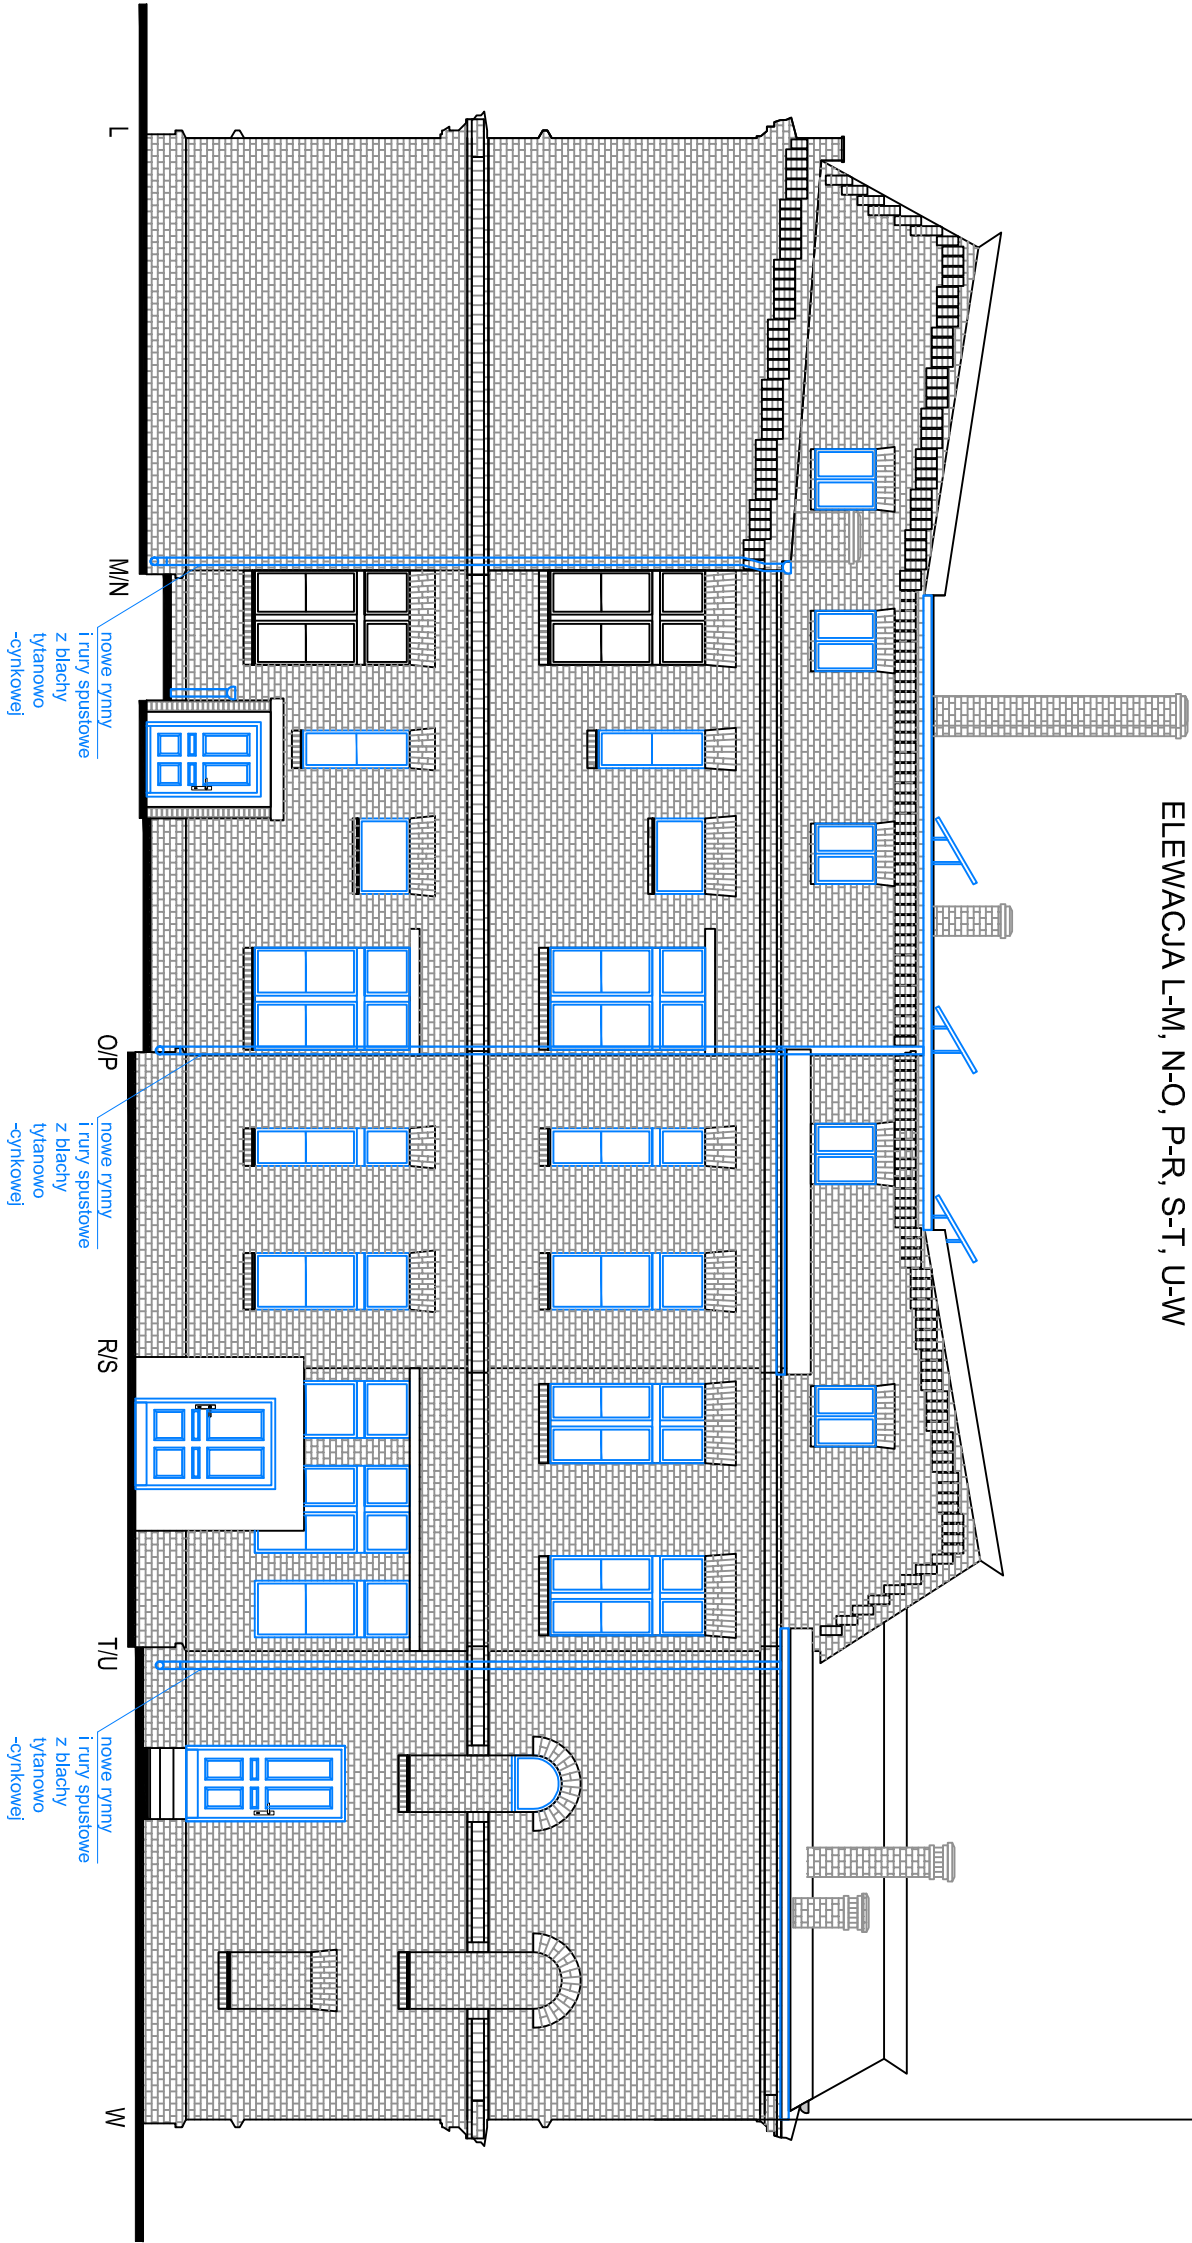 ELEWACJA L-M, N-O, P-R, S-T, U-W
L
M/N
O/P
R/S
T/U
W
nowe rynny
i rury spustowe
z blachy
tytanowo
-cynkowej
nowe rynny
i rury spustowe
z blachy
tytanowo
-cynkowej
nowe rynny
i rury spustowe
z blachy
tytanowo
-cynkowej